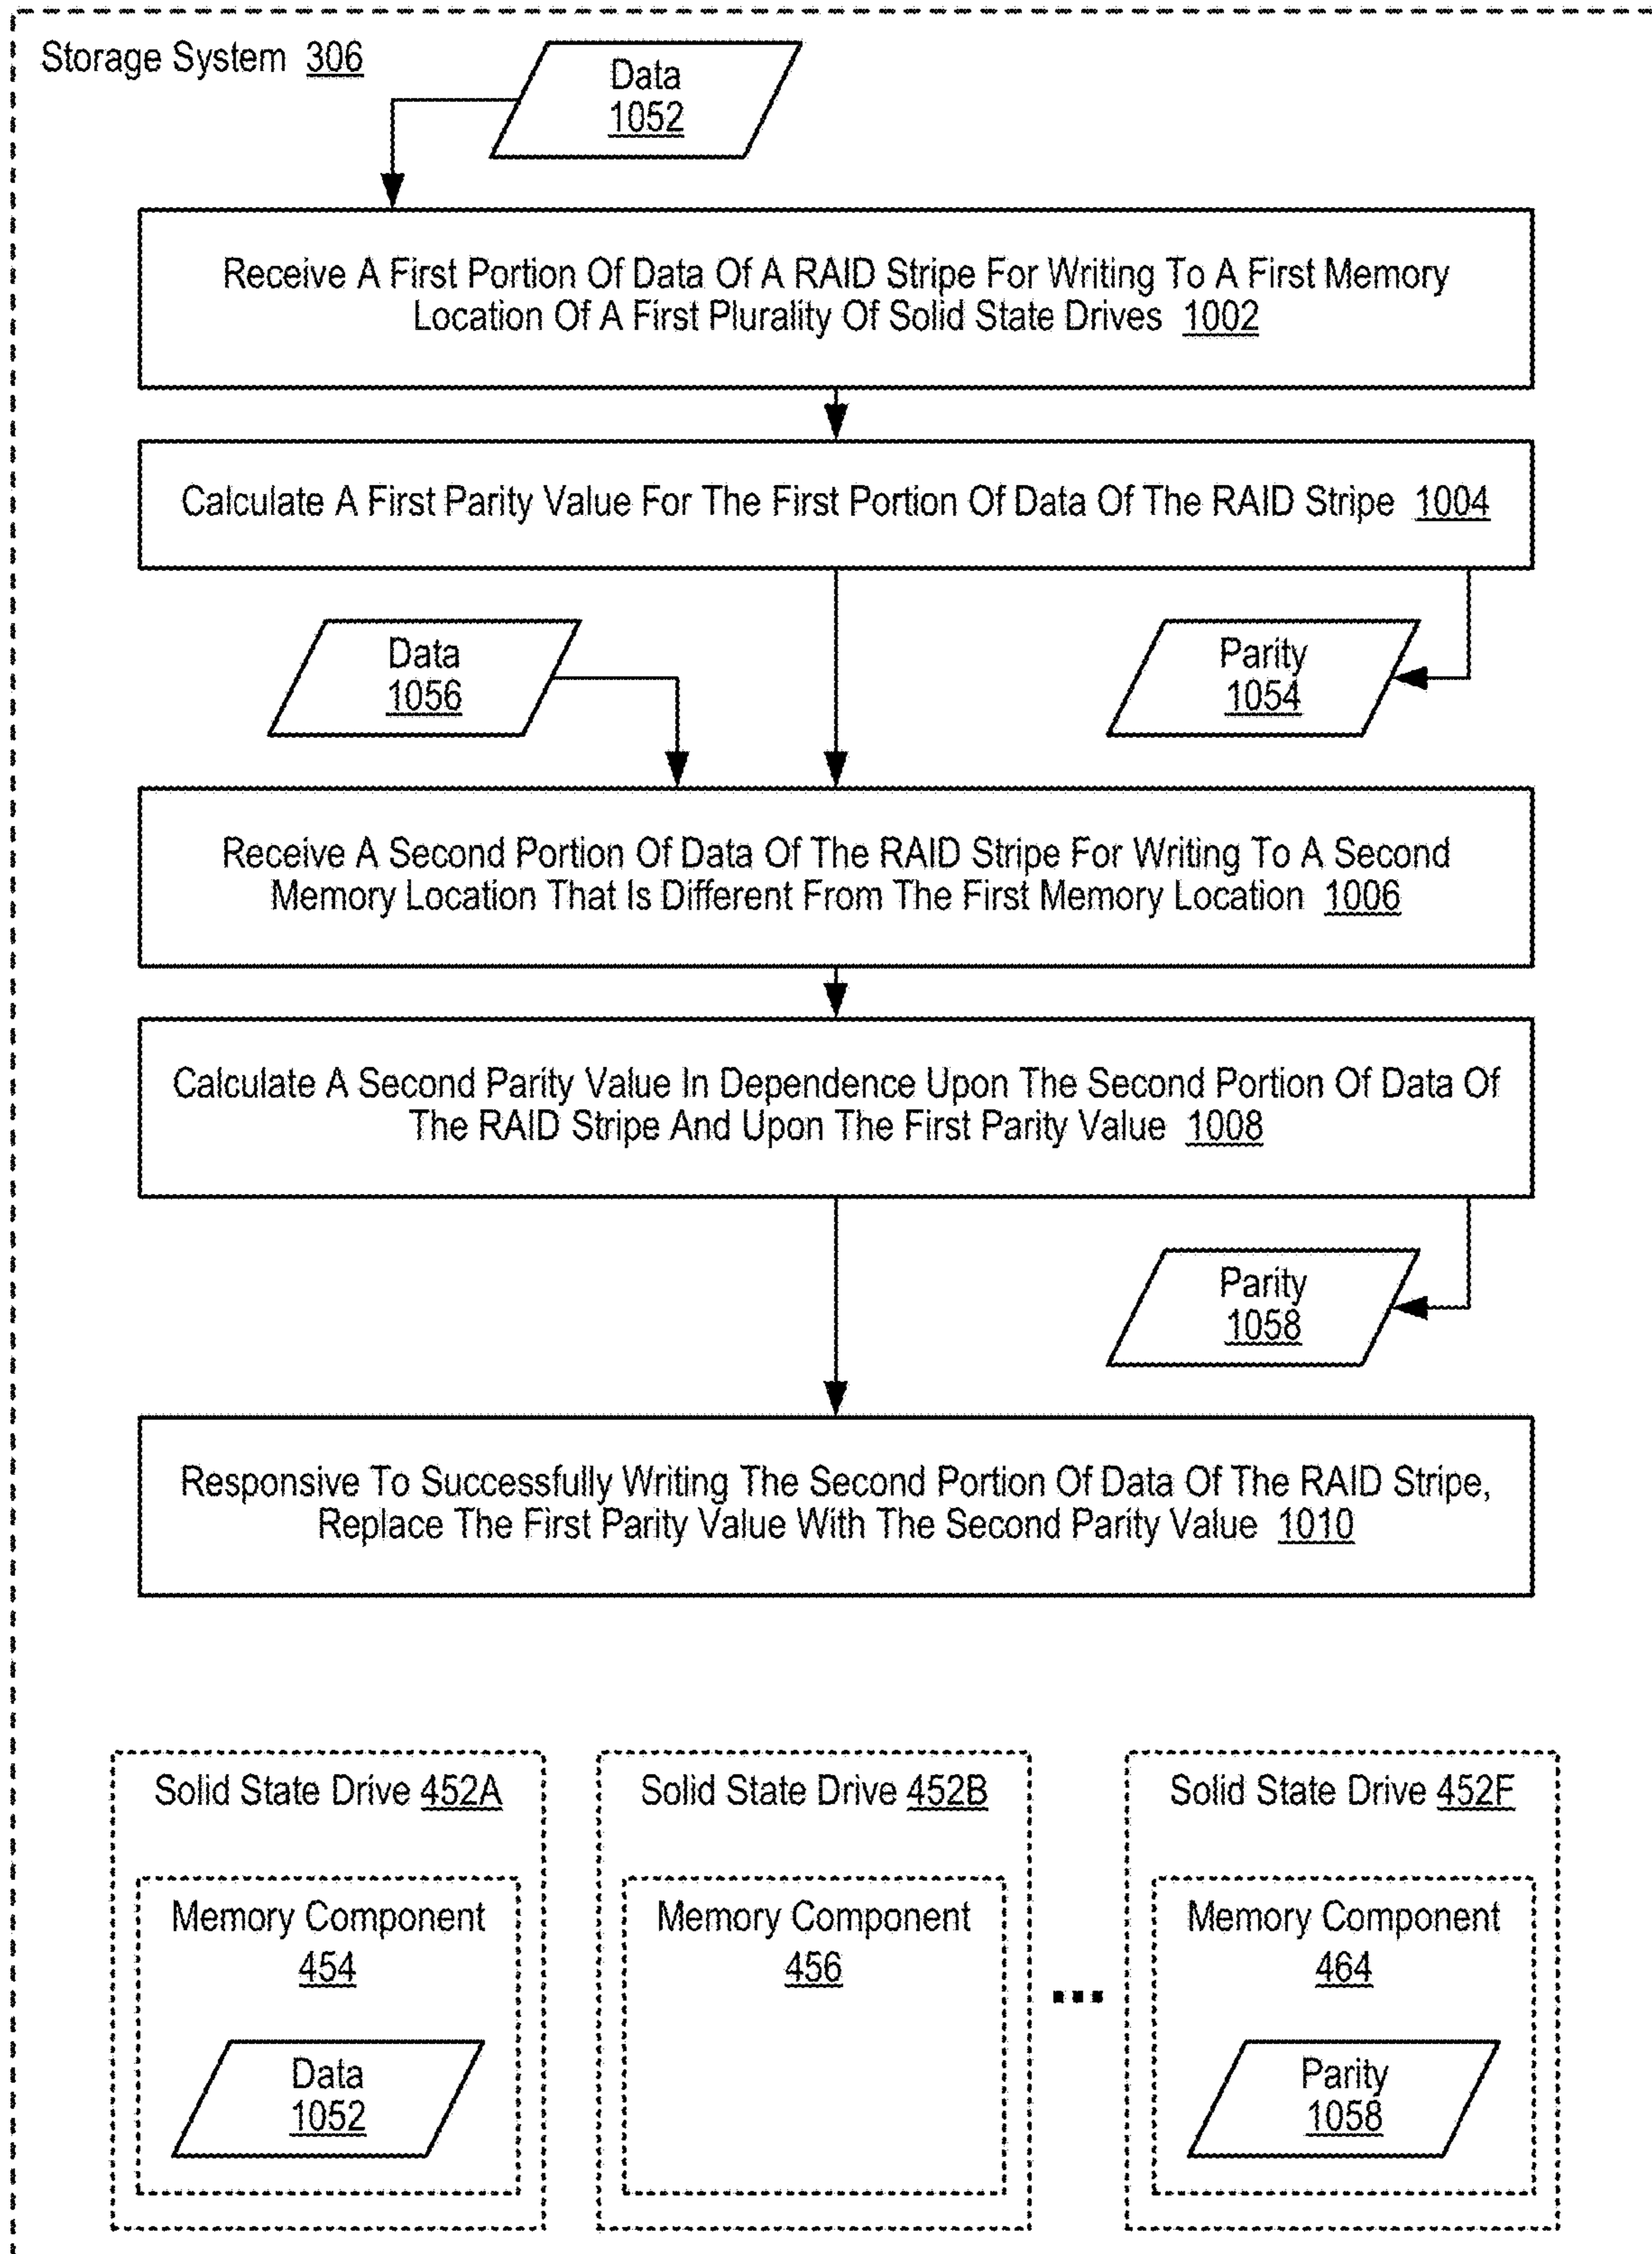 Storage System 306
Data
1052
Receive A First Portion Of Data Of A RAID Stripe For Writing To A First Memory
Location Of A First Plurality Of Solid State Drives 1002
Calculate A First Parity Value For The First Portion Of Data Of The RAID Stripe 1004
Data
1056
Parity
1054
Receive A Second Portion Of Data Of The RAID Stripe For Writing To A Second
Memory Location That Is Different From The First Memory Location 1006
Calculate A Second Parity Value In Dependence Upon The Second Portion Of Data Of
The RAID Stripe And Upon The First Parity Value 1008
Parity
1058
Responsive To Successfully Writing The Second Portion Of Data Of The RAID Stripe,
Replace The First Parity Value With The Second Parity Value 1010
Solid State Drive 452A
Memory Component
454
Data
1052
Solid State Drive 452B
Memory Component
456
...
Solid State Drive 452F
Memory Component
464
Parity
1058